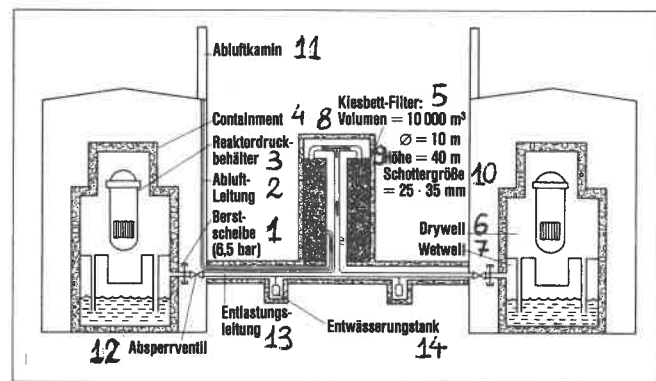 Abluftkamin 11
Kiesbett-Filter: 5
Volumen = 10 000 m³
Ø = 10 m
Höhe = 40 m
Schottergröße 10
= 25 · 35 mm
8
Containment 4
Reaktordruck-
behälter 3
Abluft-
Leitung 2
Berst-
scheibe 1
(6,5 bar)
Drywell 6
Wetwell 7
Entlastungs-
leitung 13
Entwässerungstank
14
12 Absperrventil